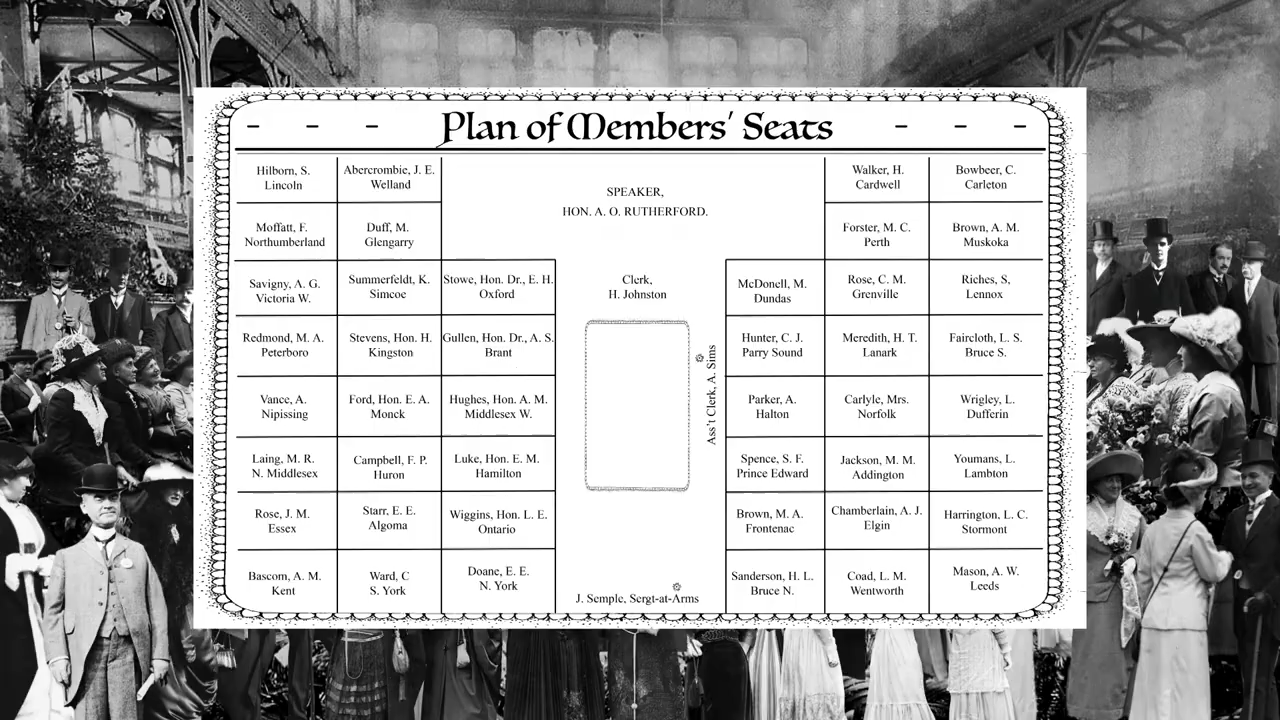 - - - Plan of Members' Seats - - -
Hilborn, S.
Lincoln
Abercrombie, J. E.
Welland
SPEAKER,
HON. A. O. RUTHERFORD.
Walker, H.
Cardwell
Bowbeer, C.
Carleton
Moffatt, F.
Northumberland
Duff, M.
Glengarry
Forster, M. C.
Perth
Brown, A. M.
Muskoka
Savigny, A. G.
Victoria W.
Summerfeldt, K.
Simcoe
Stowe, Hon. Dr., E. H.
Oxford
Clerk,
H. Johnston
McDonell, M.
Dundas
Rose, C. M.
Grenville
Riches, S,
Lennox
Redmond, M. A.
Peterboro
Stevens, Hon. H.
Kingston
Gullen, Hon. Dr., A. S.
Brant
Hunter, C. J.
Parry Sound
Meredith, H. T.
Lanark
Faircloth, L. S.
Bruce S.
Ass't Clerk, A. Sims
Vance, A.
Nipissing
Ford, Hon. E. A.
Monck
Hughes, Hon. A. M.
Middlesex W.
Parker, A.
Halton
Carlyle, Mrs.
Norfolk
Wrigley, L.
Dufferin
Laing, M. R.
N. Middlesex
Campbell, F. P.
Huron
Luke, Hon. E. M.
Hamilton
Spence, S. F.
Prince Edward
Jackson, M. M.
Addington
Youmans, L.
Lambton
Rose, J. M.
Essex
Starr, E. E.
Algoma
Wiggins, Hon. L. E.
Ontario
Brown, M. A.
Frontenac
Chamberlain, A. J.
Elgin
Harrington, L. C.
Stormont
Bascom, A. M.
Kent
Ward, C
S. York
Doane, E. E.
N. York
J. Semple, Sergt-at-Arms
Sanderson, H. L.
Bruce N.
Coad, L. M.
Wentworth
Mason, A. W.
Leeds